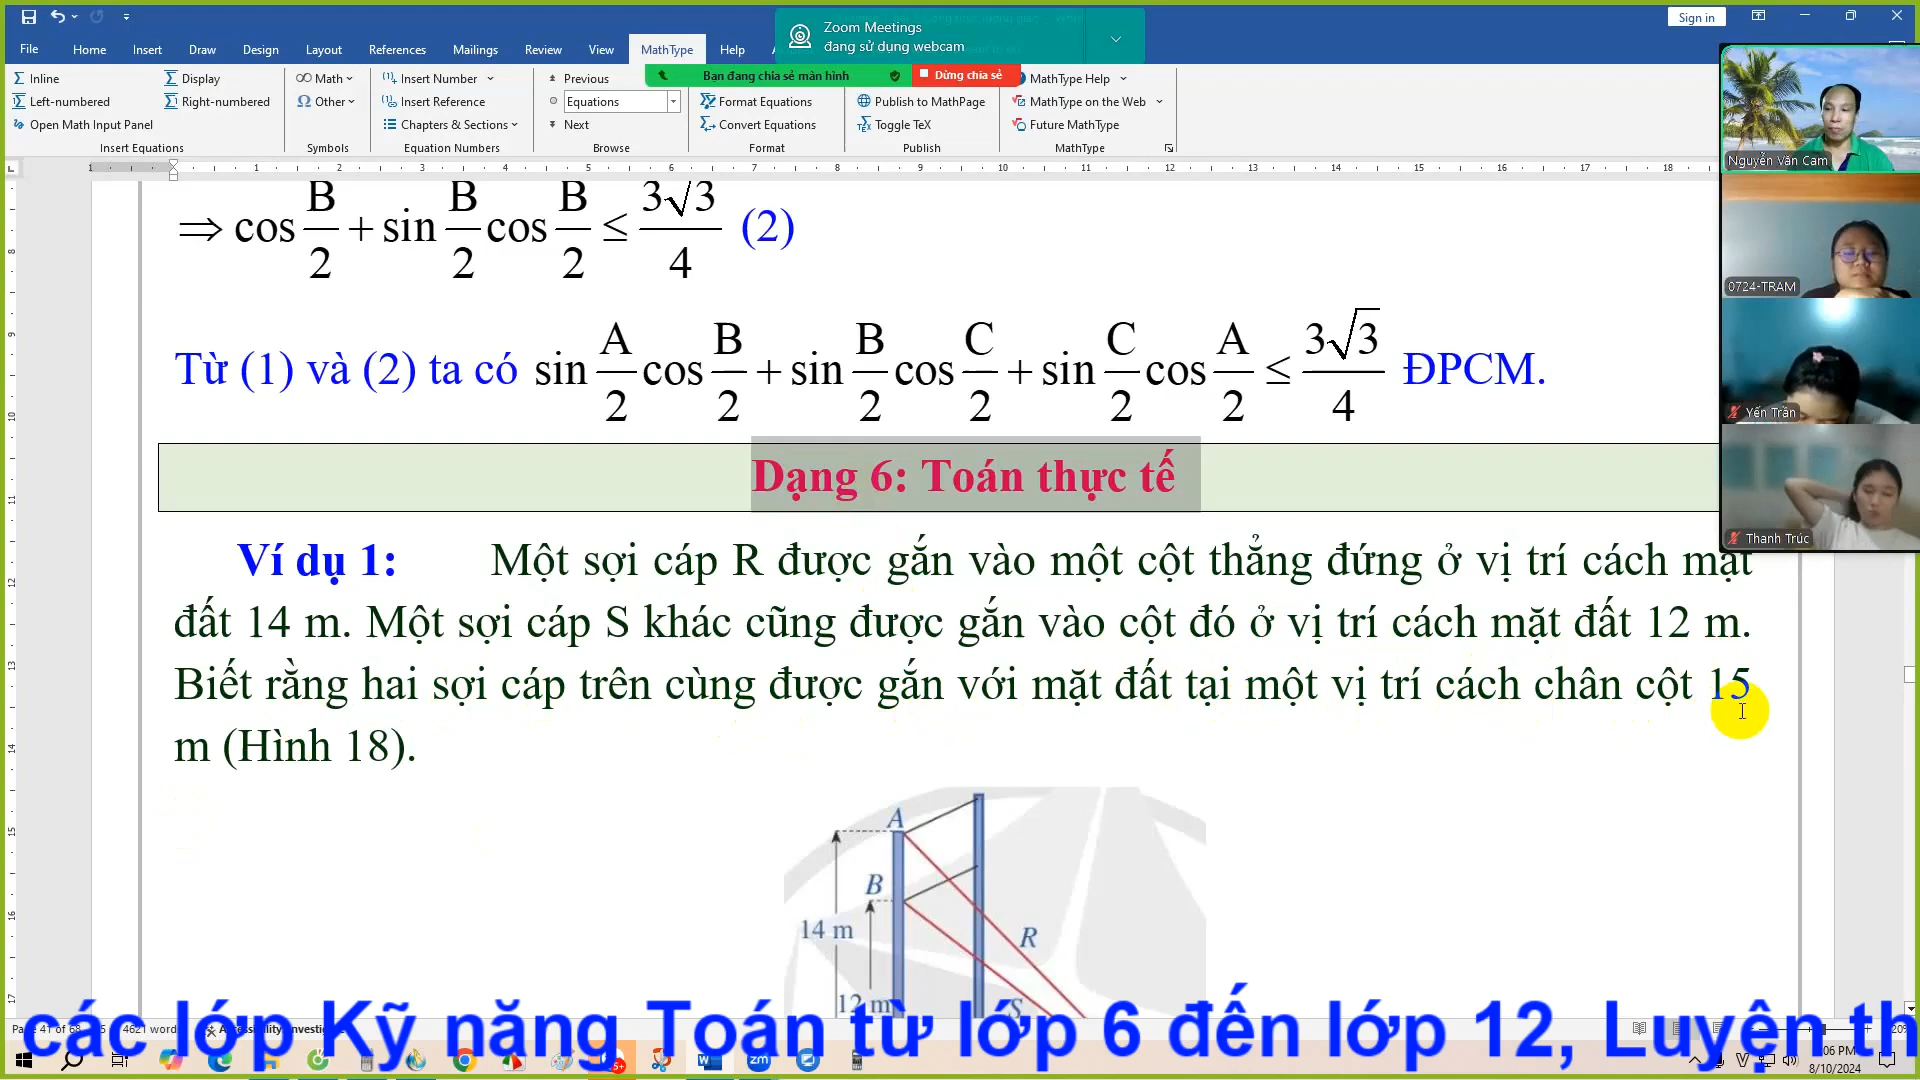 Sign in
Zoom Meetings
đang sử dụng webcam
File Home Insert Draw Design Layout References Mailings Review View MathType Help
Bạn đang chia sẻ màn hình Dừng chia sẻ
Inline Display Math Insert Number Previous MathType Help
Left-numbered Right-numbered Other Insert Reference Equations Format Equations Publish to MathPage MathType on the Web
Open Math Input Panel Chapters & Sections Next Convert Equations Toggle TeX Future MathType
Insert Equations Symbols Equation Numbers Browse Format Publish MathType
Nguyễn Văn Cam
0724-TRAM
Yến Trần
Thanh Trúc
⇒ cos B/2 + sin B/2 cos B/2 ≤ 3√3/4 (2)
Từ (1) và (2) ta có sin A/2 cos B/2 + sin B/2 cos C/2 + sin C/2 cos A/2 ≤ 3√3/4 ĐPCM.
Dạng 6: Toán thực tế
Ví dụ 1: Một sợi cáp R được gắn vào một cột thẳng đứng ở vị trí cách mặt
đất 14 m. Một sợi cáp S khác cũng được gắn vào cột đó ở vị trí cách mặt đất 12 m.
Biết rằng hai sợi cáp trên cùng được gắn với mặt đất tại một vị trí cách chân cột 15
m (Hình 18).
A
B
14 m
R
12 m
S
các lớp Kỹ năng Toán từ lớp 6 đến lớp 12, Luyện th
Page 41 of 68 4621 words
06 PM
8/10/2024